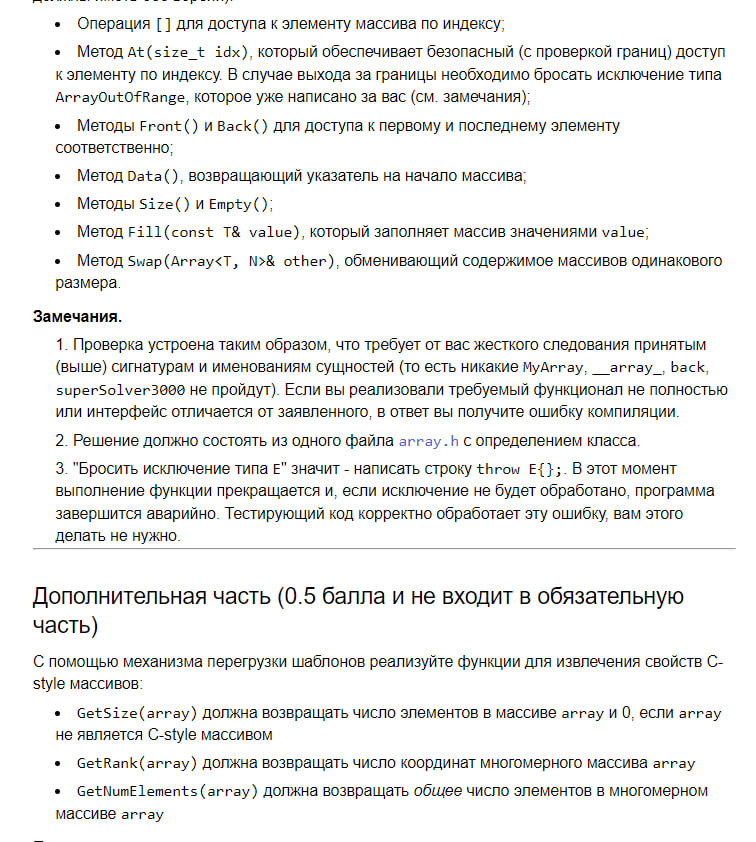 • Операция [] для доступа к элементу массива по индексу;
• Метод At(size_t idx), который обеспечивает безопасный (с проверкой границ) доступ
к элементу по индексу. В случае выхода за границы необходимо бросать исключение типа
ArrayOutOfRange, которое уже написано за вас (см. замечания);
• Методы Front() и Back() для доступа к первому и последнему элементу
соответственно;
• Метод Data(), возвращающий указатель на начало массива;
• Методы Size() и Empty();
• Метод Fill(const T& value), который заполняет массив значениями value;
• Метод Swap(Array<T, N>& other), обменивающий содержимое массивов одинакового
размера.
Замечания.
1. Проверка устроена таким образом, что требует от вас жесткого следования принятым
(выше) сигнатурам и именованиям сущностей (то есть никакие MyArray, __array_, back,
superSolver3000 не пройдут). Если вы реализовали требуемый функционал не полностью
или интерфейс отличается от заявленного, в ответ вы получите ошибку компиляции.
2. Решение должно состоять из одного файла array.h с определением класса.
3. "Бросить исключение типа E" значит - написать строку throw E{};. В этот момент
выполнение функции прекращается и, если исключение не будет обработано, программа
завершится аварийно. Тестирующий код корректно обработает эту ошибку, вам этого
делать не нужно.
Дополнительная часть (0.5 балла и не входит в обязательную
часть)
С помощью механизма перегрузки шаблонов реализуйте функции для извлечения свойств C-
style массивов:
• GetSize(array) должна возвращать число элементов в массиве array и 0, если array
не является C-style массивом
• GetRank(array) должна возвращать число координат многомерного массива array
• GetNumElements(array) должна возвращать общее число элементов в многомерном
массиве array